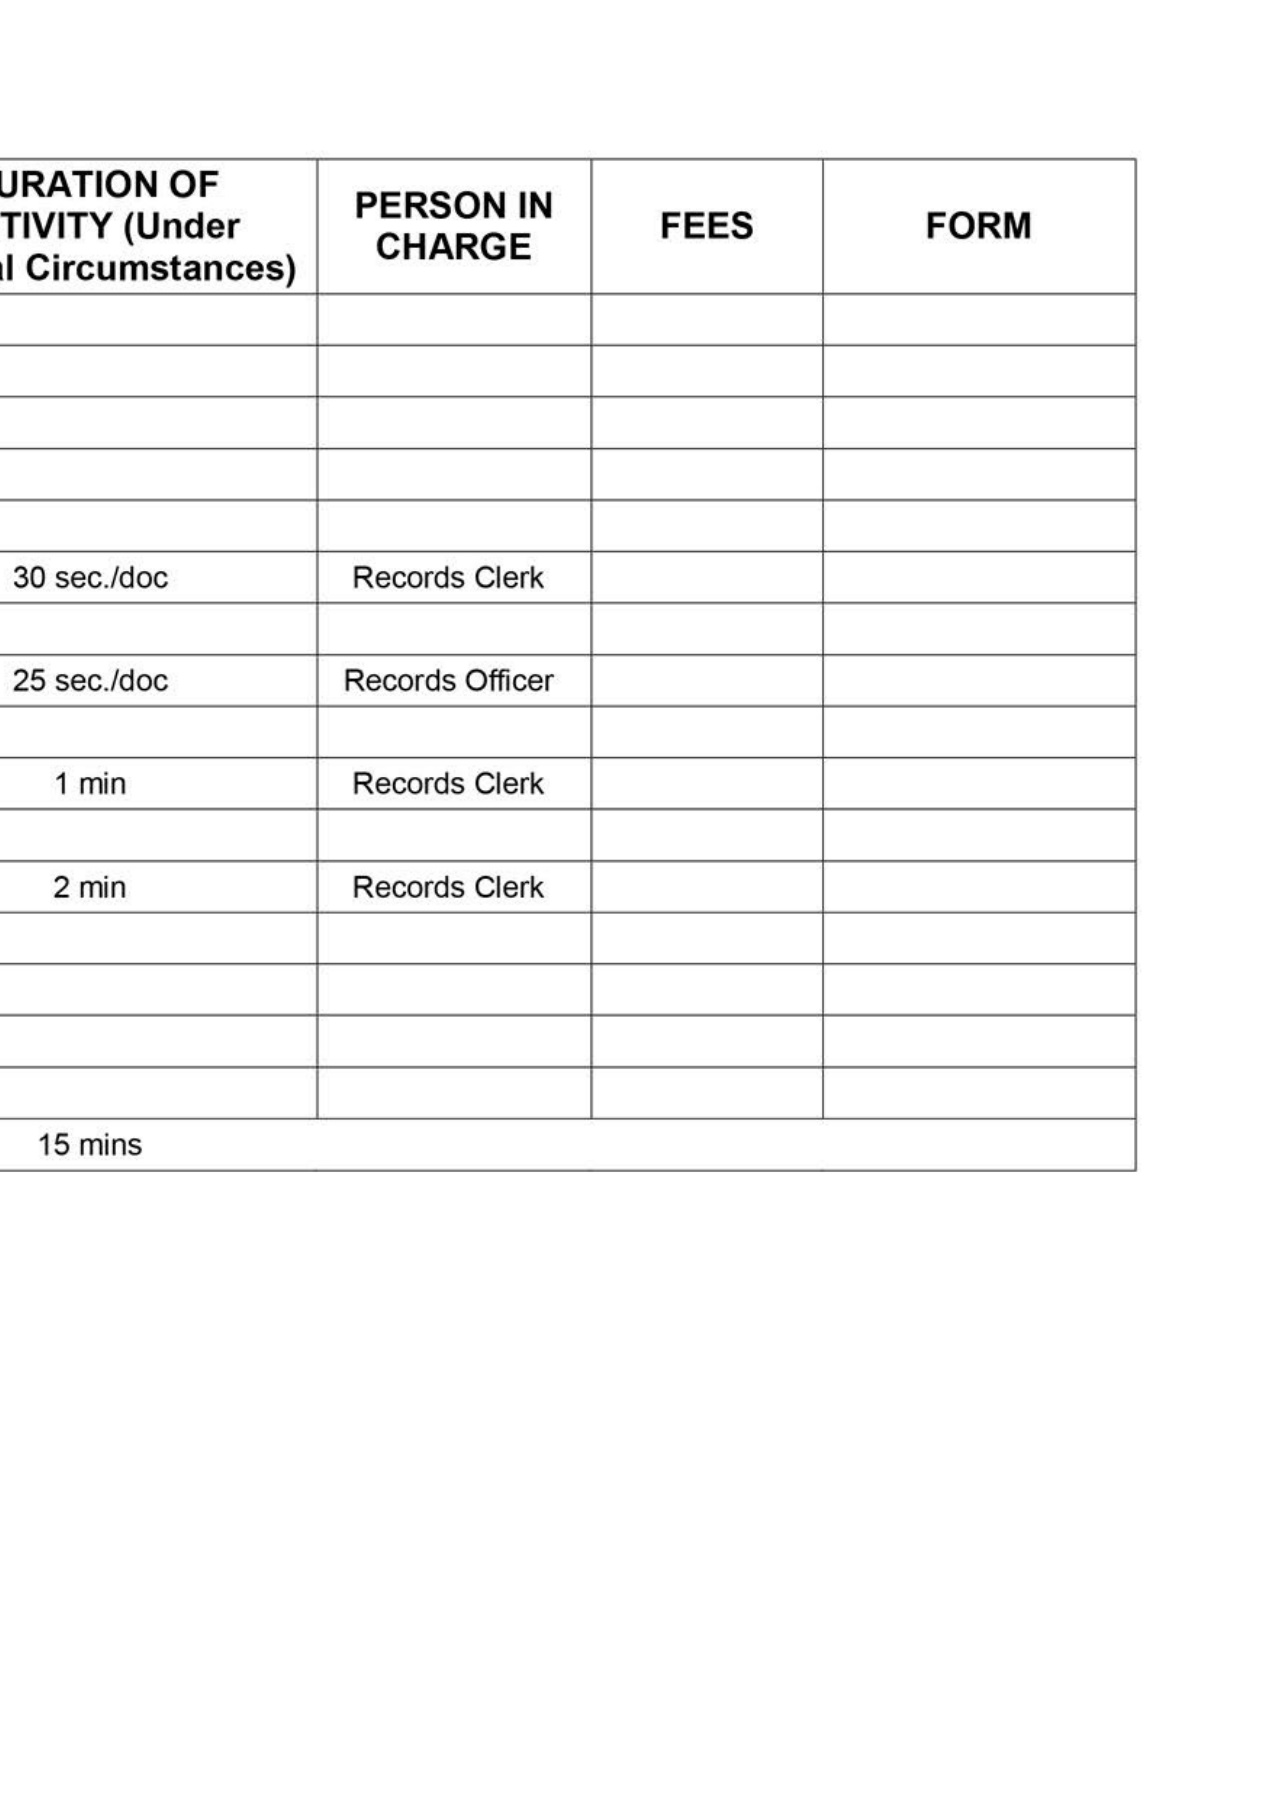 URATION OF
TIVITY (Under
al Circumstances)
PERSON IN
CHARGE
FEES
FORM
30 sec./doc
Records Clerk
25 sec./doc
Records Officer
1 min
Records Clerk
2 min
Records Clerk
15 mins